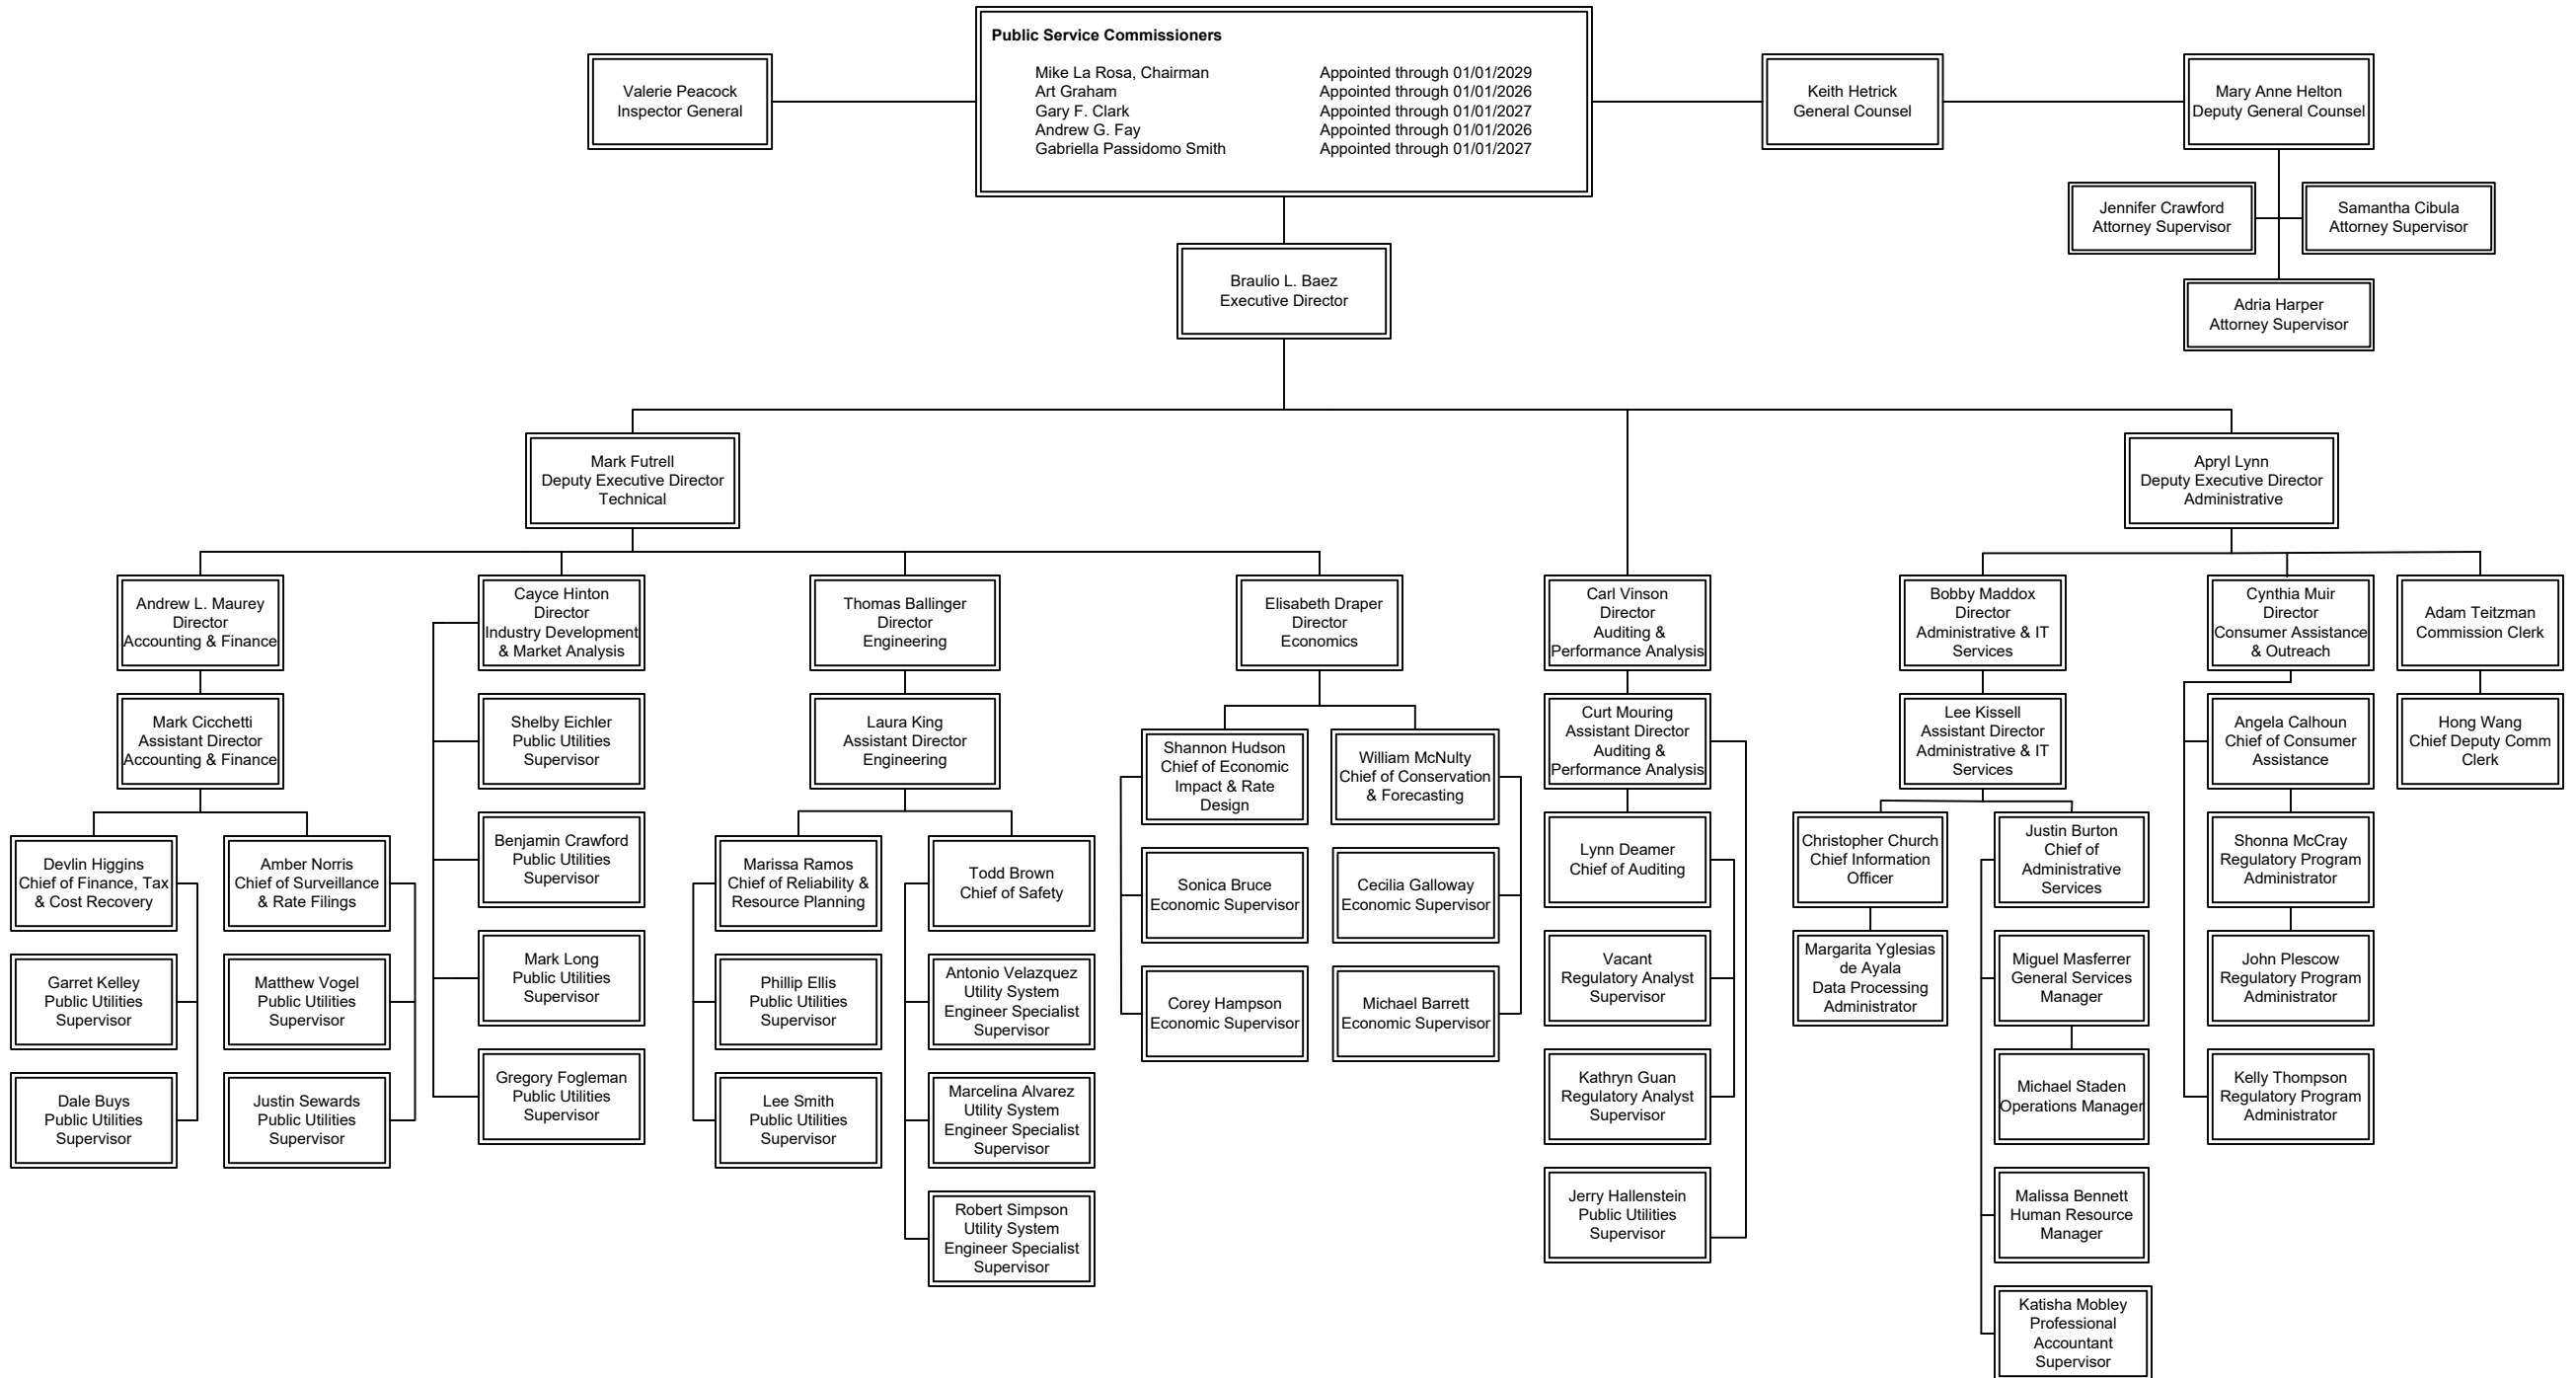 Public Service Commissioners
Mike La Rosa, Chairman Appointed through 01/01/2029
Art Graham Appointed through 01/01/2026
Gary F. Clark Appointed through 01/01/2027
Andrew G. Fay Appointed through 01/01/2026
Gabriella Passidomo Smith Appointed through 01/01/2027
Valerie Peacock
Inspector General
Keith Hetrick
General Counsel
Mary Anne Helton
Deputy General Counsel
Jennifer Crawford
Attorney Supervisor
Samantha Cibula
Attorney Supervisor
Adria Harper
Attorney Supervisor
Braulio L. Baez
Executive Director
Mark Futrell
Deputy Executive Director
Technical
Apryl Lynn
Deputy Executive Director
Administrative
Andrew L. Maurey
Director
Accounting & Finance
Mark Cicchetti
Assistant Director
Accounting & Finance
Devlin Higgins
Chief of Finance, Tax
& Cost Recovery
Garret Kelley
Public Utilities
Supervisor
Dale Buys
Public Utilities
Supervisor
Amber Norris
Chief of Surveillance
& Rate Filings
Matthew Vogel
Public Utilities
Supervisor
Justin Sewards
Public Utilities
Supervisor
Cayce Hinton
Director
Industry Development
& Market Analysis
Shelby Eichler
Public Utilities
Supervisor
Benjamin Crawford
Public Utilities
Supervisor
Mark Long
Public Utilities
Supervisor
Gregory Fogleman
Public Utilities
Supervisor
Thomas Ballinger
Director
Engineering
Laura King
Assistant Director
Engineering
Marissa Ramos
Chief of Reliability &
Resource Planning
Phillip Ellis
Public Utilities
Supervisor
Lee Smith
Public Utilities
Supervisor
Todd Brown
Chief of Safety
Antonio Velazquez
Utility System
Engineer Specialist
Supervisor
Marcelina Alvarez
Utility System
Engineer Specialist
Supervisor
Robert Simpson
Utility System
Engineer Specialist
Supervisor
Elisabeth Draper
Director
Economics
Shannon Hudson
Chief of Economic
Impact & Rate
Design
Sonica Bruce
Economic Supervisor
Corey Hampson
Economic Supervisor
William McNulty
Chief of Conservation
& Forecasting
Cecilia Galloway
Economic Supervisor
Michael Barrett
Economic Supervisor
Carl Vinson
Director
Auditing &
Performance Analysis
Curt Mouring
Assistant Director
Auditing &
Performance Analysis
Lynn Deamer
Chief of Auditing
Vacant
Regulatory Analyst
Supervisor
Kathryn Guan
Regulatory Analyst
Supervisor
Jerry Hallenstein
Public Utilities
Supervisor
Bobby Maddox
Director
Administrative & IT
Services
Lee Kissell
Assistant Director
Administrative & IT
Services
Christopher Church
Chief Information
Officer
Margarita Yglesias
de Ayala
Data Processing
Administrator
Justin Burton
Chief of
Administrative
Services
Miguel Masferrer
General Services
Manager
Michael Staden
Operations Manager
Malissa Bennett
Human Resource
Manager
Katisha Mobley
Professional
Accountant
Supervisor
Cynthia Muir
Director
Consumer Assistance
& Outreach
Angela Calhoun
Chief of Consumer
Assistance
Shonna McCray
Regulatory Program
Administrator
John Plescow
Regulatory Program
Administrator
Kelly Thompson
Regulatory Program
Administrator
Adam Teitzman
Commission Clerk
Hong Wang
Chief Deputy Comm
Clerk